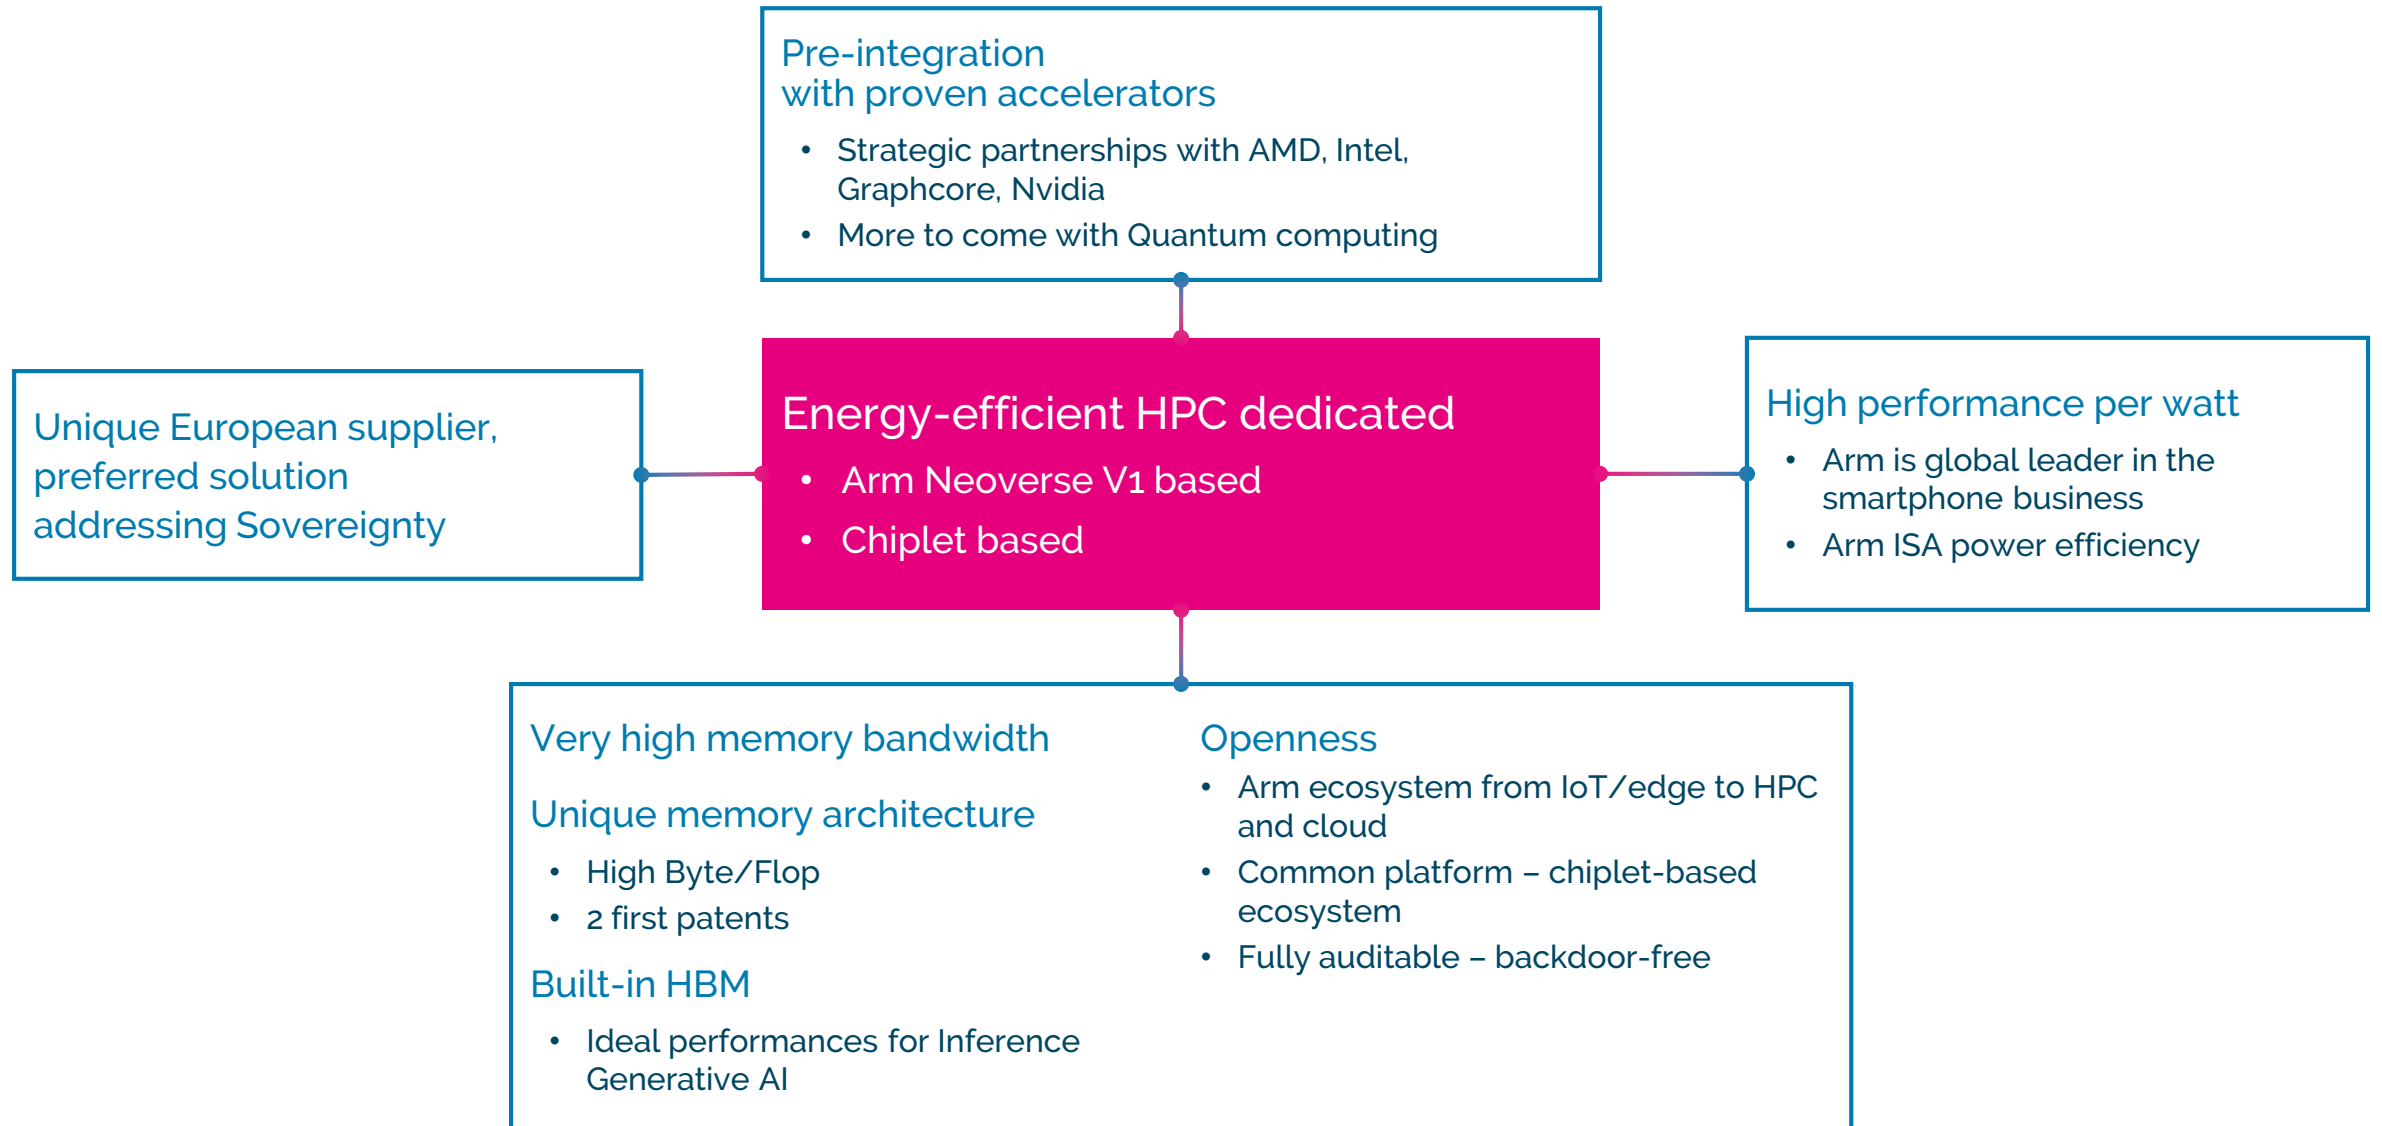 Pre-integration
with proven accelerators
• Strategic partnerships with AMD, Intel,
Graphcore, Nvidia
• More to come with Quantum computing
Unique European supplier,
preferred solution
addressing Sovereignty
Energy-efficient HPC dedicated
• Arm Neoverse V1 based
• Chiplet based
High performance per watt
• Arm is global leader in the
smartphone business
• Arm ISA power efficiency
Very high memory bandwidth
Unique memory architecture
• High Byte/Flop
• 2 first patents
Built-in HBM
• Ideal performances for Inference
Generative AI
Openness
• Arm ecosystem from IoT/edge to HPC
and cloud
• Common platform – chiplet-based
ecosystem
• Fully auditable – backdoor-free